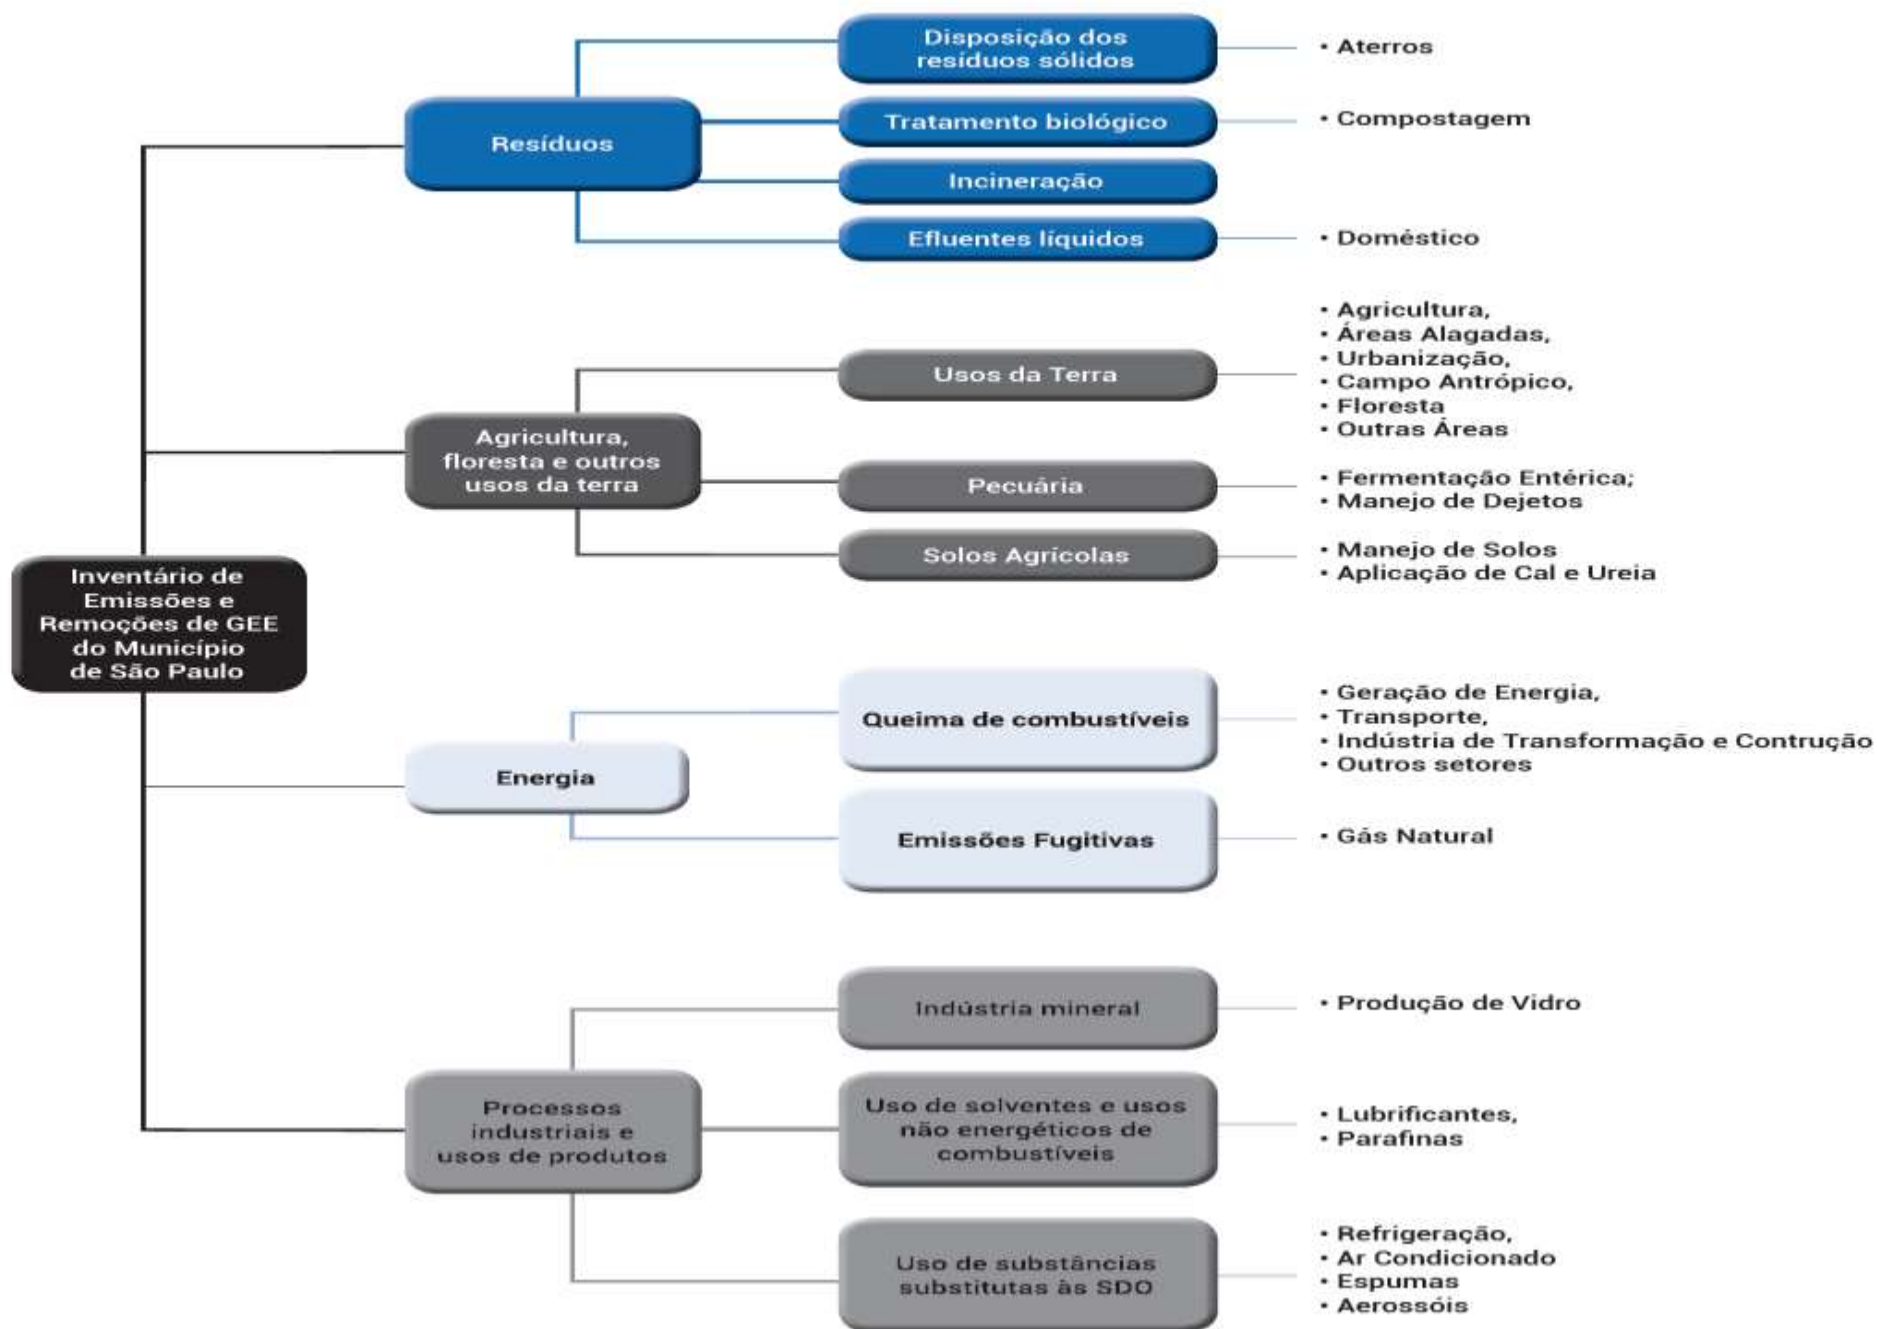 Disposição dos
resíduos sólidos
• Aterros
Resíduos
Tratamento biológico
• Compostagem
Incineração
Efluentes líquidos
• Doméstico
Agricultura,
floresta e outros
usos da terra
Usos da Terra
• Agricultura,
• Áreas Alagadas,
• Urbanização,
• Campo Antrópico,
• Floresta
• Outras Áreas
Pecuária
• Fermentação Entérica;
• Manejo de Dejetos
Solos Agrícolas
• Manejo de Solos
• Aplicação de Cal e Ureia
Inventário de
Emissões e
Remoções de GEE
do Município
de São Paulo
Energia
Queima de combustíveis
• Geração de Energia,
• Transporte,
• Indústria de Transformação e Contrução
• Outros setores
Emissões Fugitivas
• Gás Natural
Processos
industriais e
usos de produtos
Indústria mineral
• Produção de Vidro
Uso de solventes e usos
não energéticos de
combustíveis
• Lubrificantes,
• Parafinas
Uso de substâncias
substitutas às SDO
• Refrigeração,
• Ar Condicionado
• Espumas
• Aerossóis